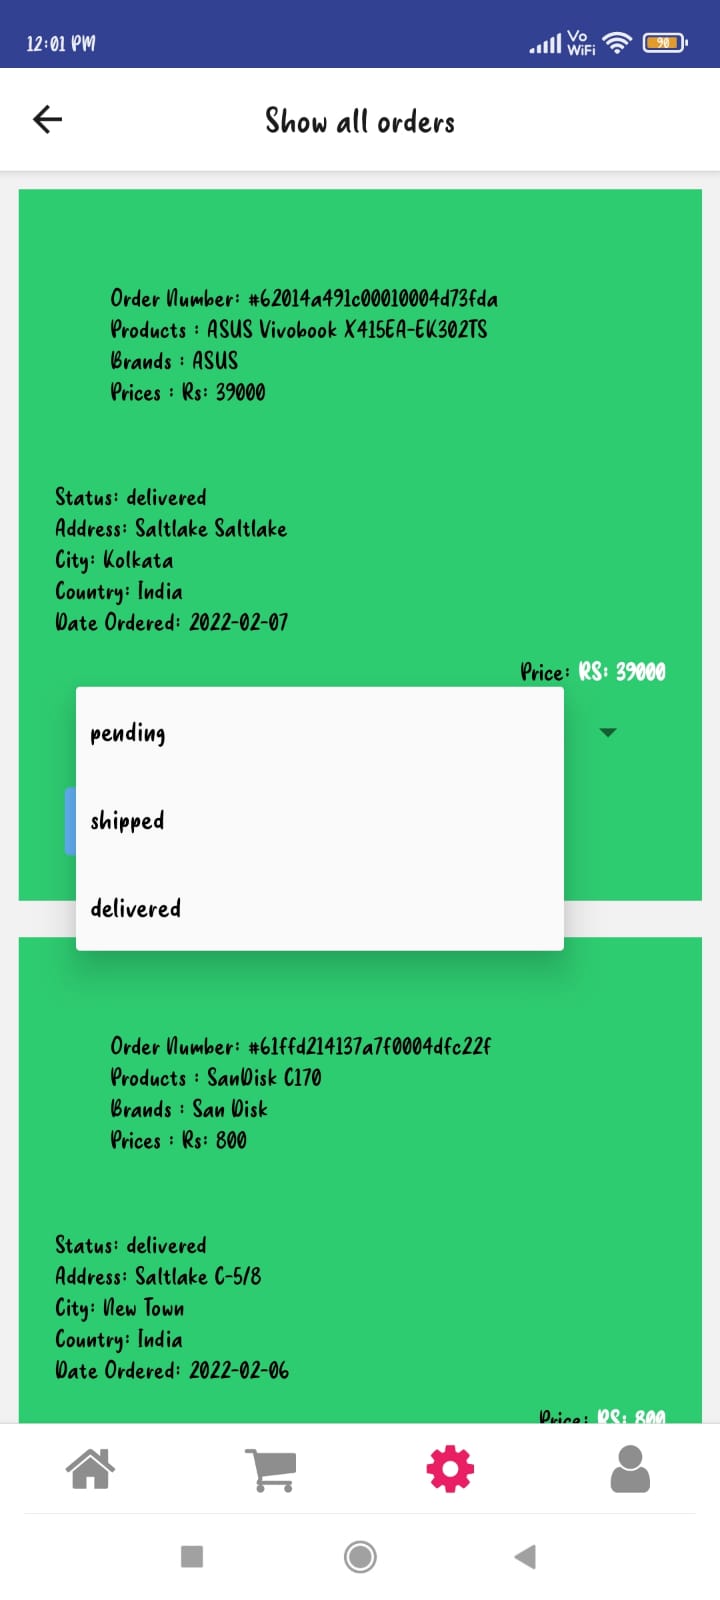 12:01 PM
Vo
WiFi
90
Show all orders
Order Number: #62014a491c00010004d73fda
Products : ASUS Vivobook X415EA-EK302TS
Brands : ASUS
Prices : Rs: 39000
Status: delivered
Address: Saltlake Saltlake
City: Kolkata
Country: India
Date Ordered: 2022-02-07
Price: RS: 39000
pending
shipped
delivered
Order Number: #61ffd214137a7f0004dfc22f
Products : SanDisk C170
Brands : San Disk
Prices : Rs: 800
Status: delivered
Address: Saltlake C-5/8
City: New Town
Country: India
Date Ordered: 2022-02-06
Price: RS: 800